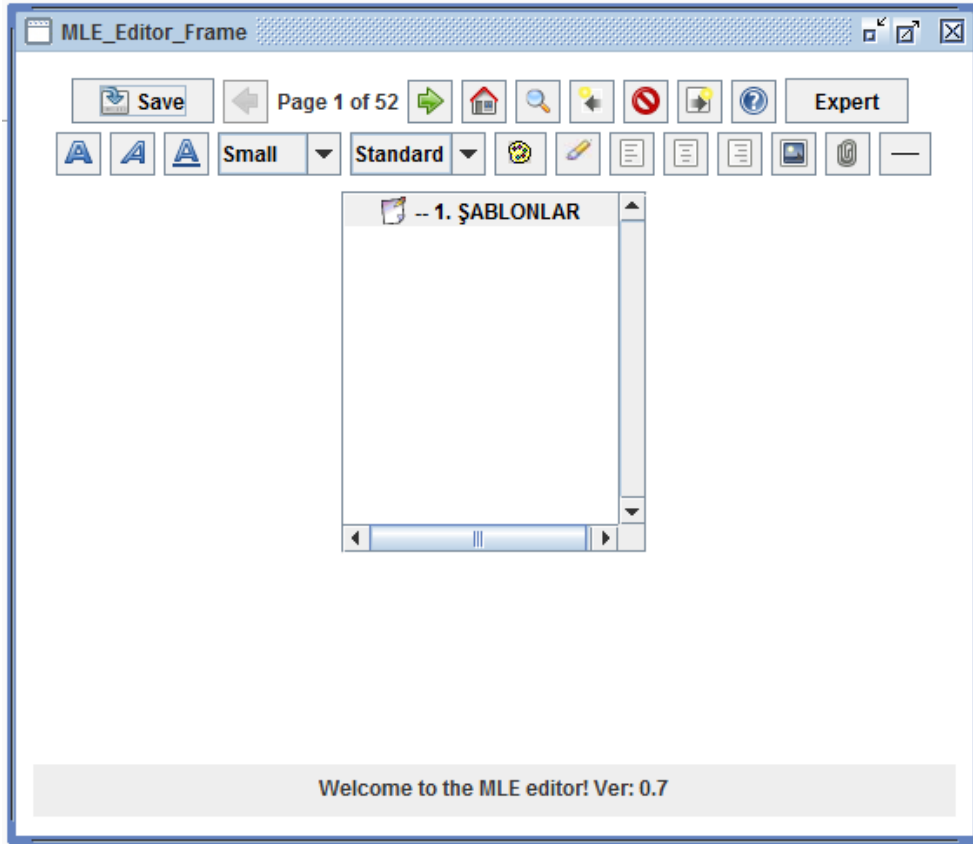 MLE_Editor_Frame
Save Page 1 of 52 Expert
Small Standard
-- 1. ŞABLONLAR
Welcome to the MLE editor! Ver: 0.7